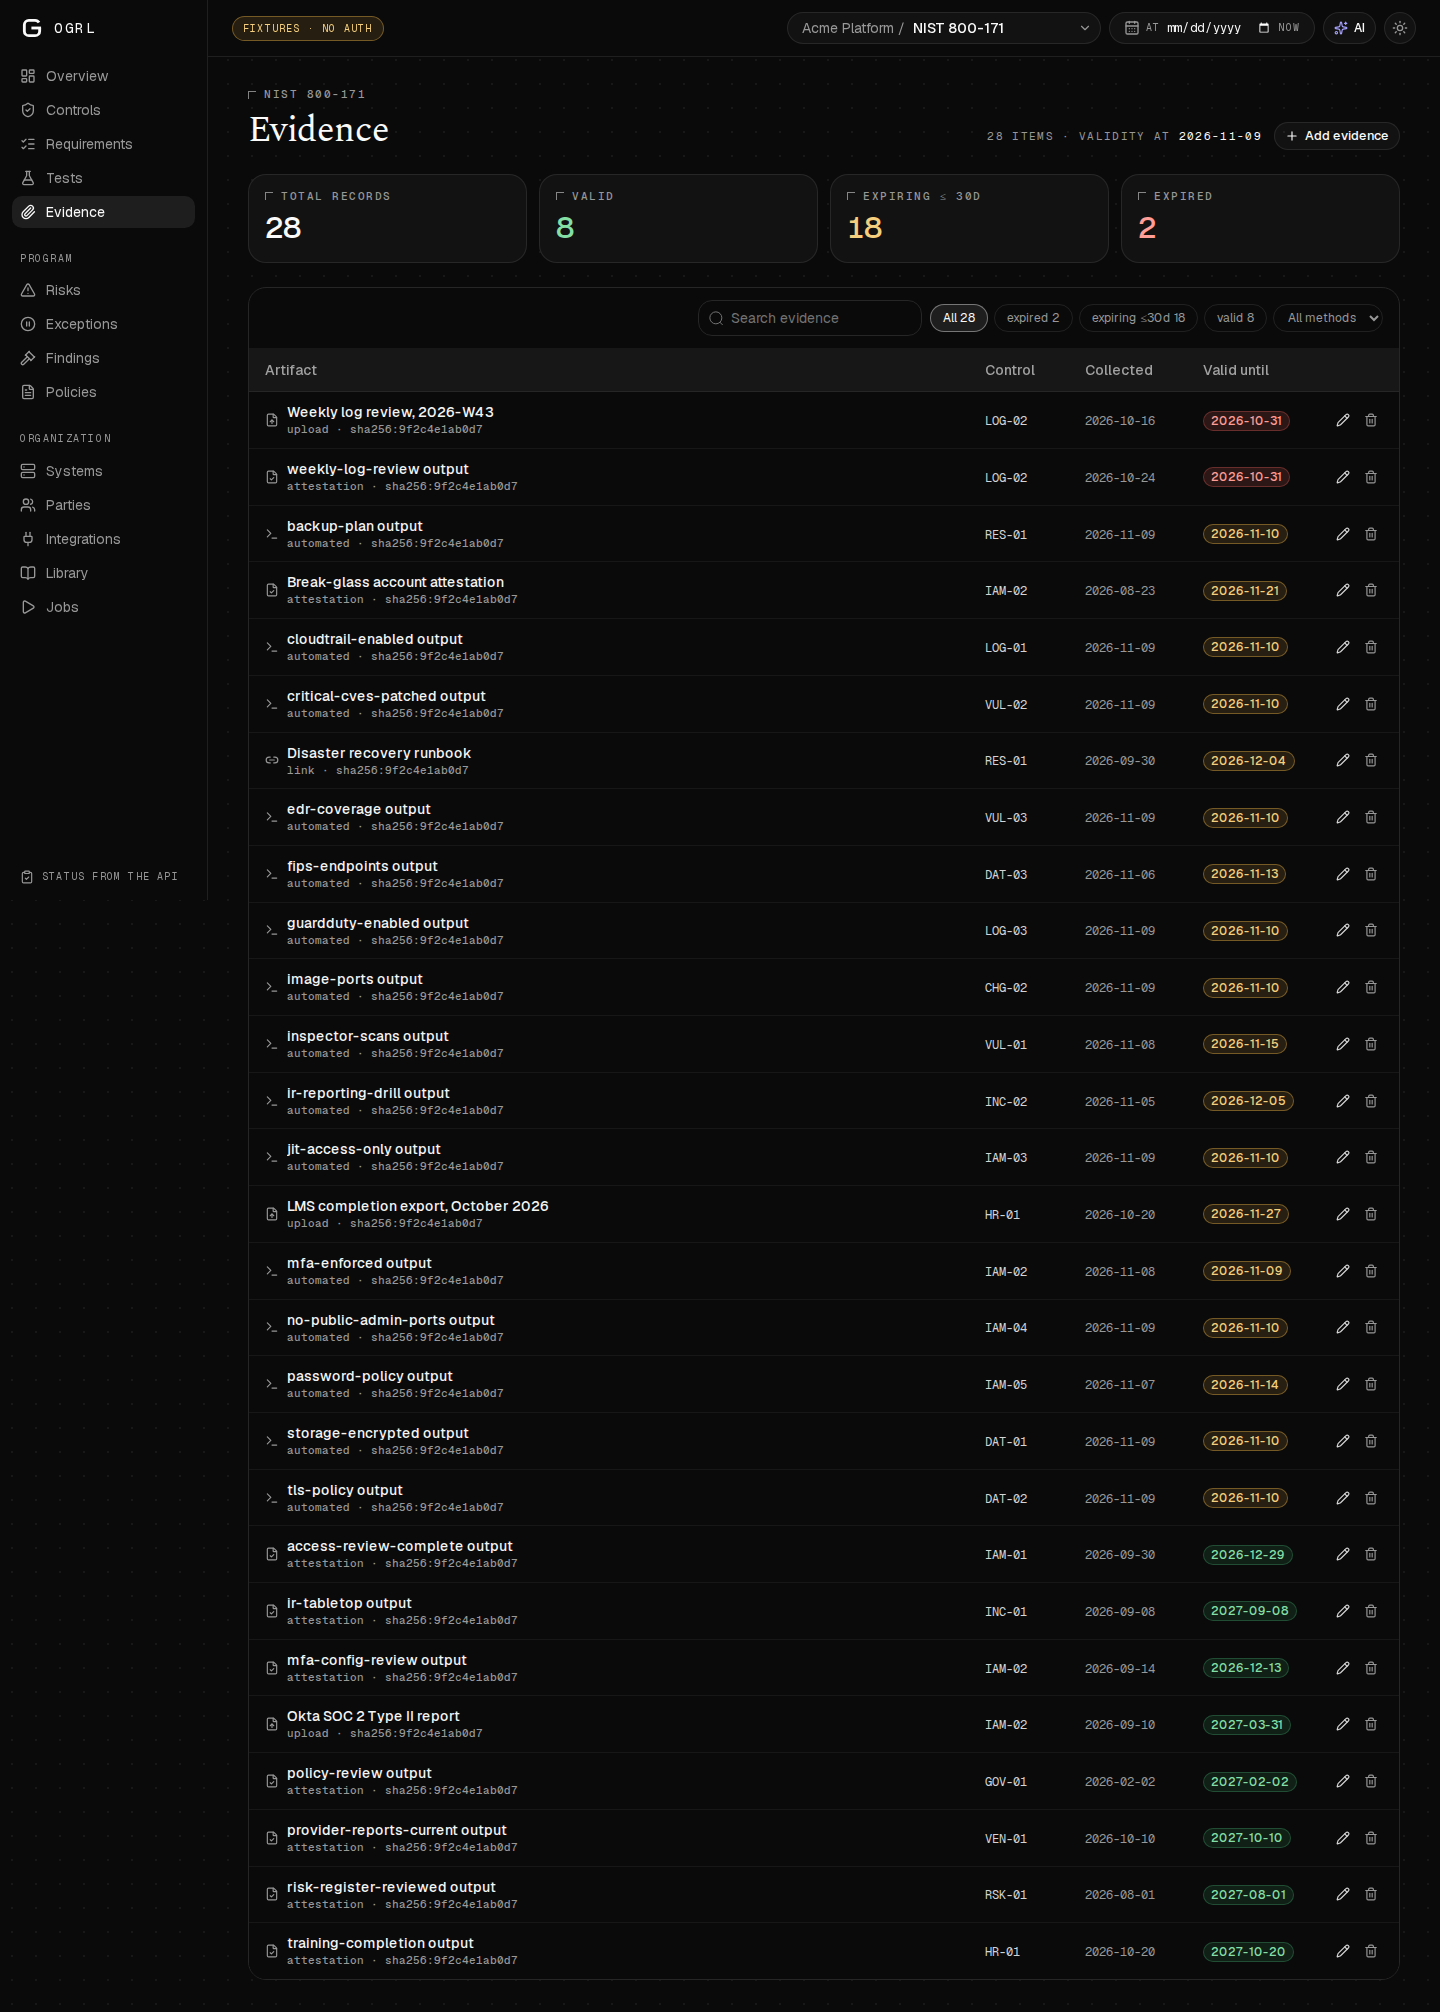 OGRL
FIXTURES · NO AUTH
Acme Platform / NIST 800-171
AT mm/dd/yyyy NOW
AI
Overview
Controls
Requirements
Tests
Evidence
PROGRAM
Risks
Exceptions
Findings
Policies
ORGANIZATION
Systems
Parties
Integrations
Library
Jobs
STATUS FROM THE API
NIST 800-171
Evidence
28 ITEMS · VALIDITY AT 2026-11-09
Add evidence
TOTAL RECORDS
28
VALID
8
EXPIRING ≤ 30D
18
EXPIRED
2
Search evidence
All 28
expired 2
expiring ≤30d 18
valid 8
All methods
Artifact Control Collected Valid until
Weekly log review, 2026-W43
upload · sha256:9f2c4e1ab0d7
LOG-02 2026-10-16 2026-10-31
weekly-log-review output
attestation · sha256:9f2c4e1ab0d7
LOG-02 2026-10-24 2026-10-31
backup-plan output
automated · sha256:9f2c4e1ab0d7
RES-01 2026-11-09 2026-11-10
Break-glass account attestation
attestation · sha256:9f2c4e1ab0d7
IAM-02 2026-08-23 2026-11-21
cloudtrail-enabled output
automated · sha256:9f2c4e1ab0d7
LOG-01 2026-11-09 2026-11-10
critical-cves-patched output
automated · sha256:9f2c4e1ab0d7
VUL-02 2026-11-09 2026-11-10
Disaster recovery runbook
link · sha256:9f2c4e1ab0d7
RES-01 2026-09-30 2026-12-04
edr-coverage output
automated · sha256:9f2c4e1ab0d7
VUL-03 2026-11-09 2026-11-10
fips-endpoints output
automated · sha256:9f2c4e1ab0d7
DAT-03 2026-11-06 2026-11-13
guardduty-enabled output
automated · sha256:9f2c4e1ab0d7
LOG-03 2026-11-09 2026-11-10
image-ports output
automated · sha256:9f2c4e1ab0d7
CHG-02 2026-11-09 2026-11-10
inspector-scans output
automated · sha256:9f2c4e1ab0d7
VUL-01 2026-11-08 2026-11-15
ir-reporting-drill output
automated · sha256:9f2c4e1ab0d7
INC-02 2026-11-05 2026-12-05
jit-access-only output
automated · sha256:9f2c4e1ab0d7
IAM-03 2026-11-09 2026-11-10
LMS completion export, October 2026
upload · sha256:9f2c4e1ab0d7
HR-01 2026-10-20 2026-11-27
mfa-enforced output
automated · sha256:9f2c4e1ab0d7
IAM-02 2026-11-08 2026-11-09
no-public-admin-ports output
automated · sha256:9f2c4e1ab0d7
IAM-04 2026-11-09 2026-11-10
password-policy output
automated · sha256:9f2c4e1ab0d7
IAM-05 2026-11-07 2026-11-14
storage-encrypted output
automated · sha256:9f2c4e1ab0d7
DAT-01 2026-11-09 2026-11-10
tls-policy output
automated · sha256:9f2c4e1ab0d7
DAT-02 2026-11-09 2026-11-10
access-review-complete output
attestation · sha256:9f2c4e1ab0d7
IAM-01 2026-09-30 2026-12-29
ir-tabletop output
attestation · sha256:9f2c4e1ab0d7
INC-01 2026-09-08 2027-09-08
mfa-config-review output
attestation · sha256:9f2c4e1ab0d7
IAM-02 2026-09-14 2026-12-13
Okta SOC 2 Type II report
upload · sha256:9f2c4e1ab0d7
IAM-02 2026-09-10 2027-03-31
policy-review output
attestation · sha256:9f2c4e1ab0d7
GOV-01 2026-02-02 2027-02-02
provider-reports-current output
attestation · sha256:9f2c4e1ab0d7
VEN-01 2026-10-10 2027-10-10
risk-register-reviewed output
attestation · sha256:9f2c4e1ab0d7
RSK-01 2026-08-01 2027-08-01
training-completion output
attestation · sha256:9f2c4e1ab0d7
HR-01 2026-10-20 2027-10-20